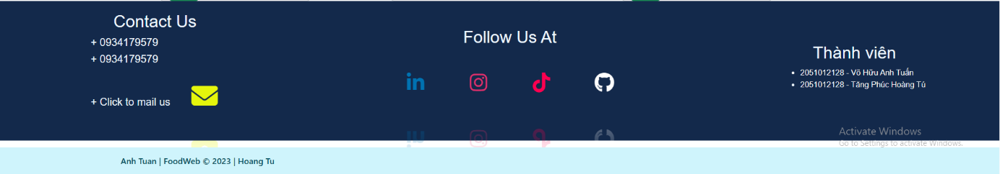 Contact Us
+ 0934179579
+ 0934179579
+ Click to mail us
Follow Us At
in
Thành viên
2051012128 - Võ Hữu Anh Tuấn
2051012128 - Tăng Phúc Hoàng Tú
Activate Windows
Go to Settings to activate Windows.
Anh Tuan | FoodWeb © 2023 | Hoang Tu